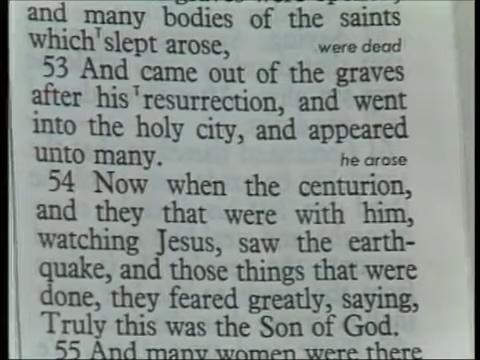 and many bodies of the saints
which ᵀslept arose, were dead
53 And came out of the graves
after his ᵀresurrection, and went
into the holy city, and appeared
unto many. he arose
54 Now when the centurion,
and they that were with him,
watching Jesus, saw the earth-
quake, and those things that were
done, they feared greatly, saying,
Truly this was the Son of God.
55 And many women were there